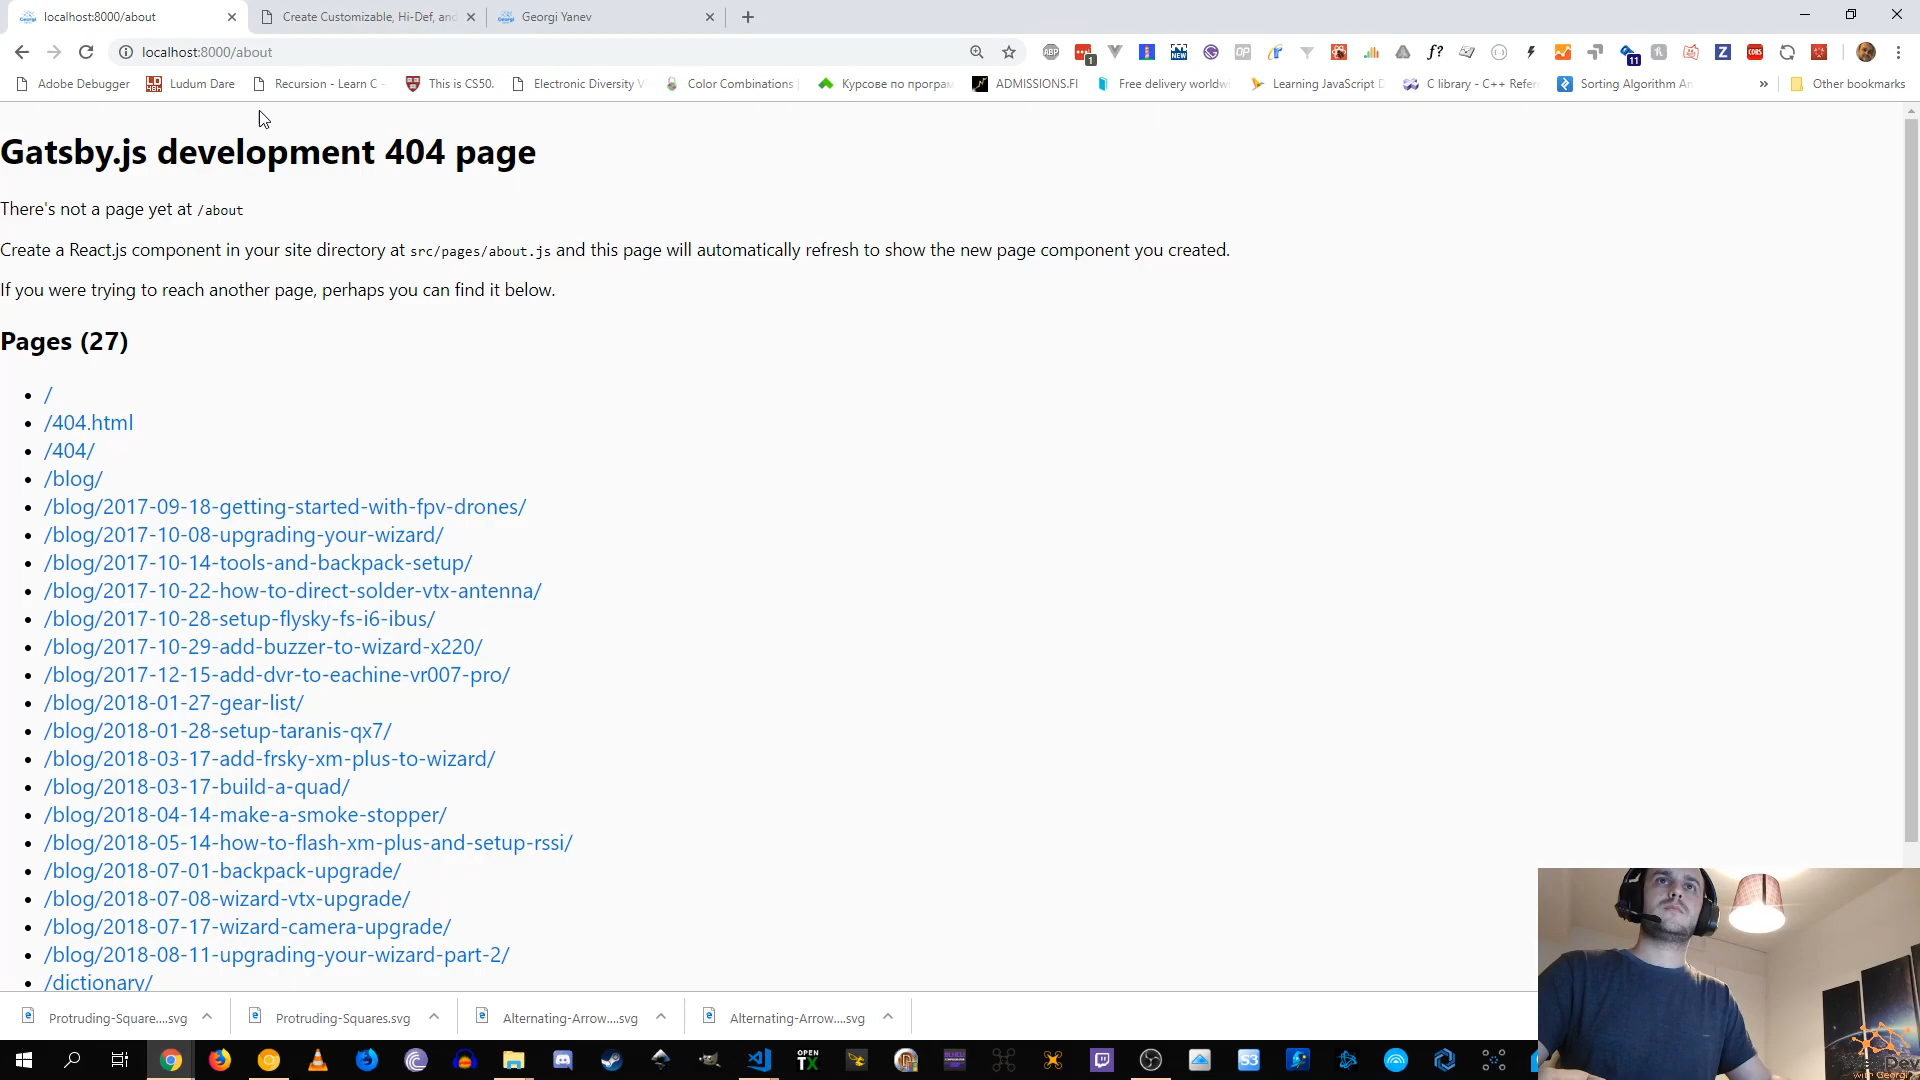 localhost:8000/about
Create Customizable, Hi-Def, and
Georgi Yanev
localhost:8000/about
Adobe Debugger
Ludum Dare
Recursion - Learn C -
This is CS50.
Electronic Diversity V
Color Combinations
Курсове по програм
ADMISSIONS.FI
Free delivery worldwi
Learning JavaScript D
C library - C++ Refer
Sorting Algorithm An
»
Other bookmarks
Gatsby.js development 404 page
There's not a page yet at /about
Create a React.js component in your site directory at src/pages/about.js and this page will automatically refresh to show the new page component you created.
If you were trying to reach another page, perhaps you can find it below.
Pages (27)
/
/404.html
/404/
/blog/
/blog/2017-09-18-getting-started-with-fpv-drones/
/blog/2017-10-08-upgrading-your-wizard/
/blog/2017-10-14-tools-and-backpack-setup/
/blog/2017-10-22-how-to-direct-solder-vtx-antenna/
/blog/2017-10-28-setup-flysky-fs-i6-ibus/
/blog/2017-10-29-add-buzzer-to-wizard-x220/
/blog/2017-12-15-add-dvr-to-eachine-vr007-pro/
/blog/2018-01-27-gear-list/
/blog/2018-01-28-setup-taranis-qx7/
/blog/2018-03-17-add-frsky-xm-plus-to-wizard/
/blog/2018-03-17-build-a-quad/
/blog/2018-04-14-make-a-smoke-stopper/
/blog/2018-05-14-how-to-flash-xm-plus-and-setup-rssi/
/blog/2018-07-01-backpack-upgrade/
/blog/2018-07-08-wizard-vtx-upgrade/
/blog/2018-07-17-wizard-camera-upgrade/
/blog/2018-08-11-upgrading-your-wizard-part-2/
/dictionary/
Protruding-Square....svg
Protruding-Squares.svg
Alternating-Arrow....svg
Alternating-Arrow....svg